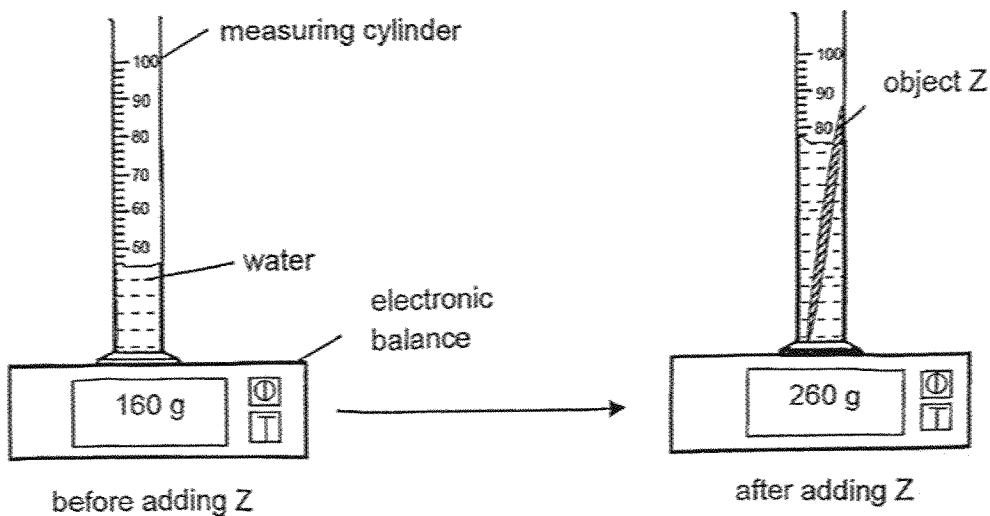 measuring cylinder
100
90
80
70
60
50
water
electronic
balance
160 g
T
before adding Z
100
90
80
object Z
260 g
T
after adding Z